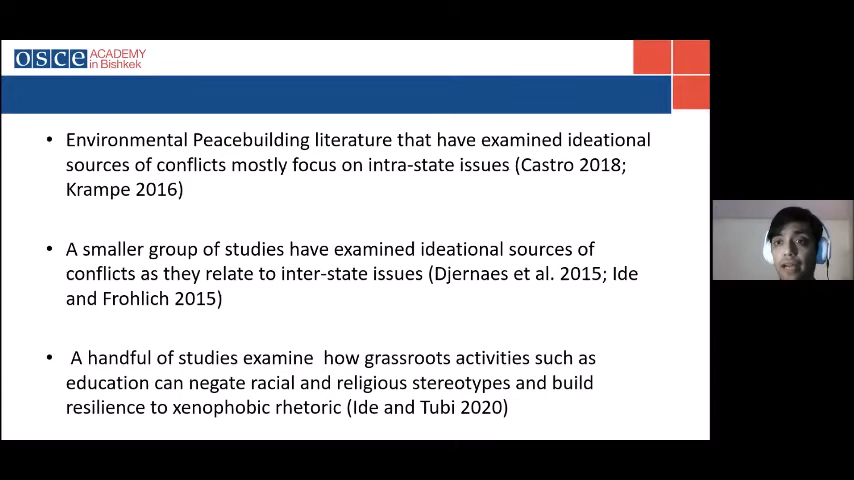 OSCE ACADEMY
in Bishkek
• Environmental Peacebuilding literature that have examined ideational
sources of conflicts mostly focus on intra-state issues (Castro 2018;
Krampe 2016)
• A smaller group of studies have examined ideational sources of
conflicts as they relate to inter-state issues (Djernaes et al. 2015; Ide
and Frohlich 2015)
• A handful of studies examine  how grassroots activities such as
education can negate racial and religious stereotypes and build
resilience to xenophobic rhetoric (Ide and Tubi 2020)